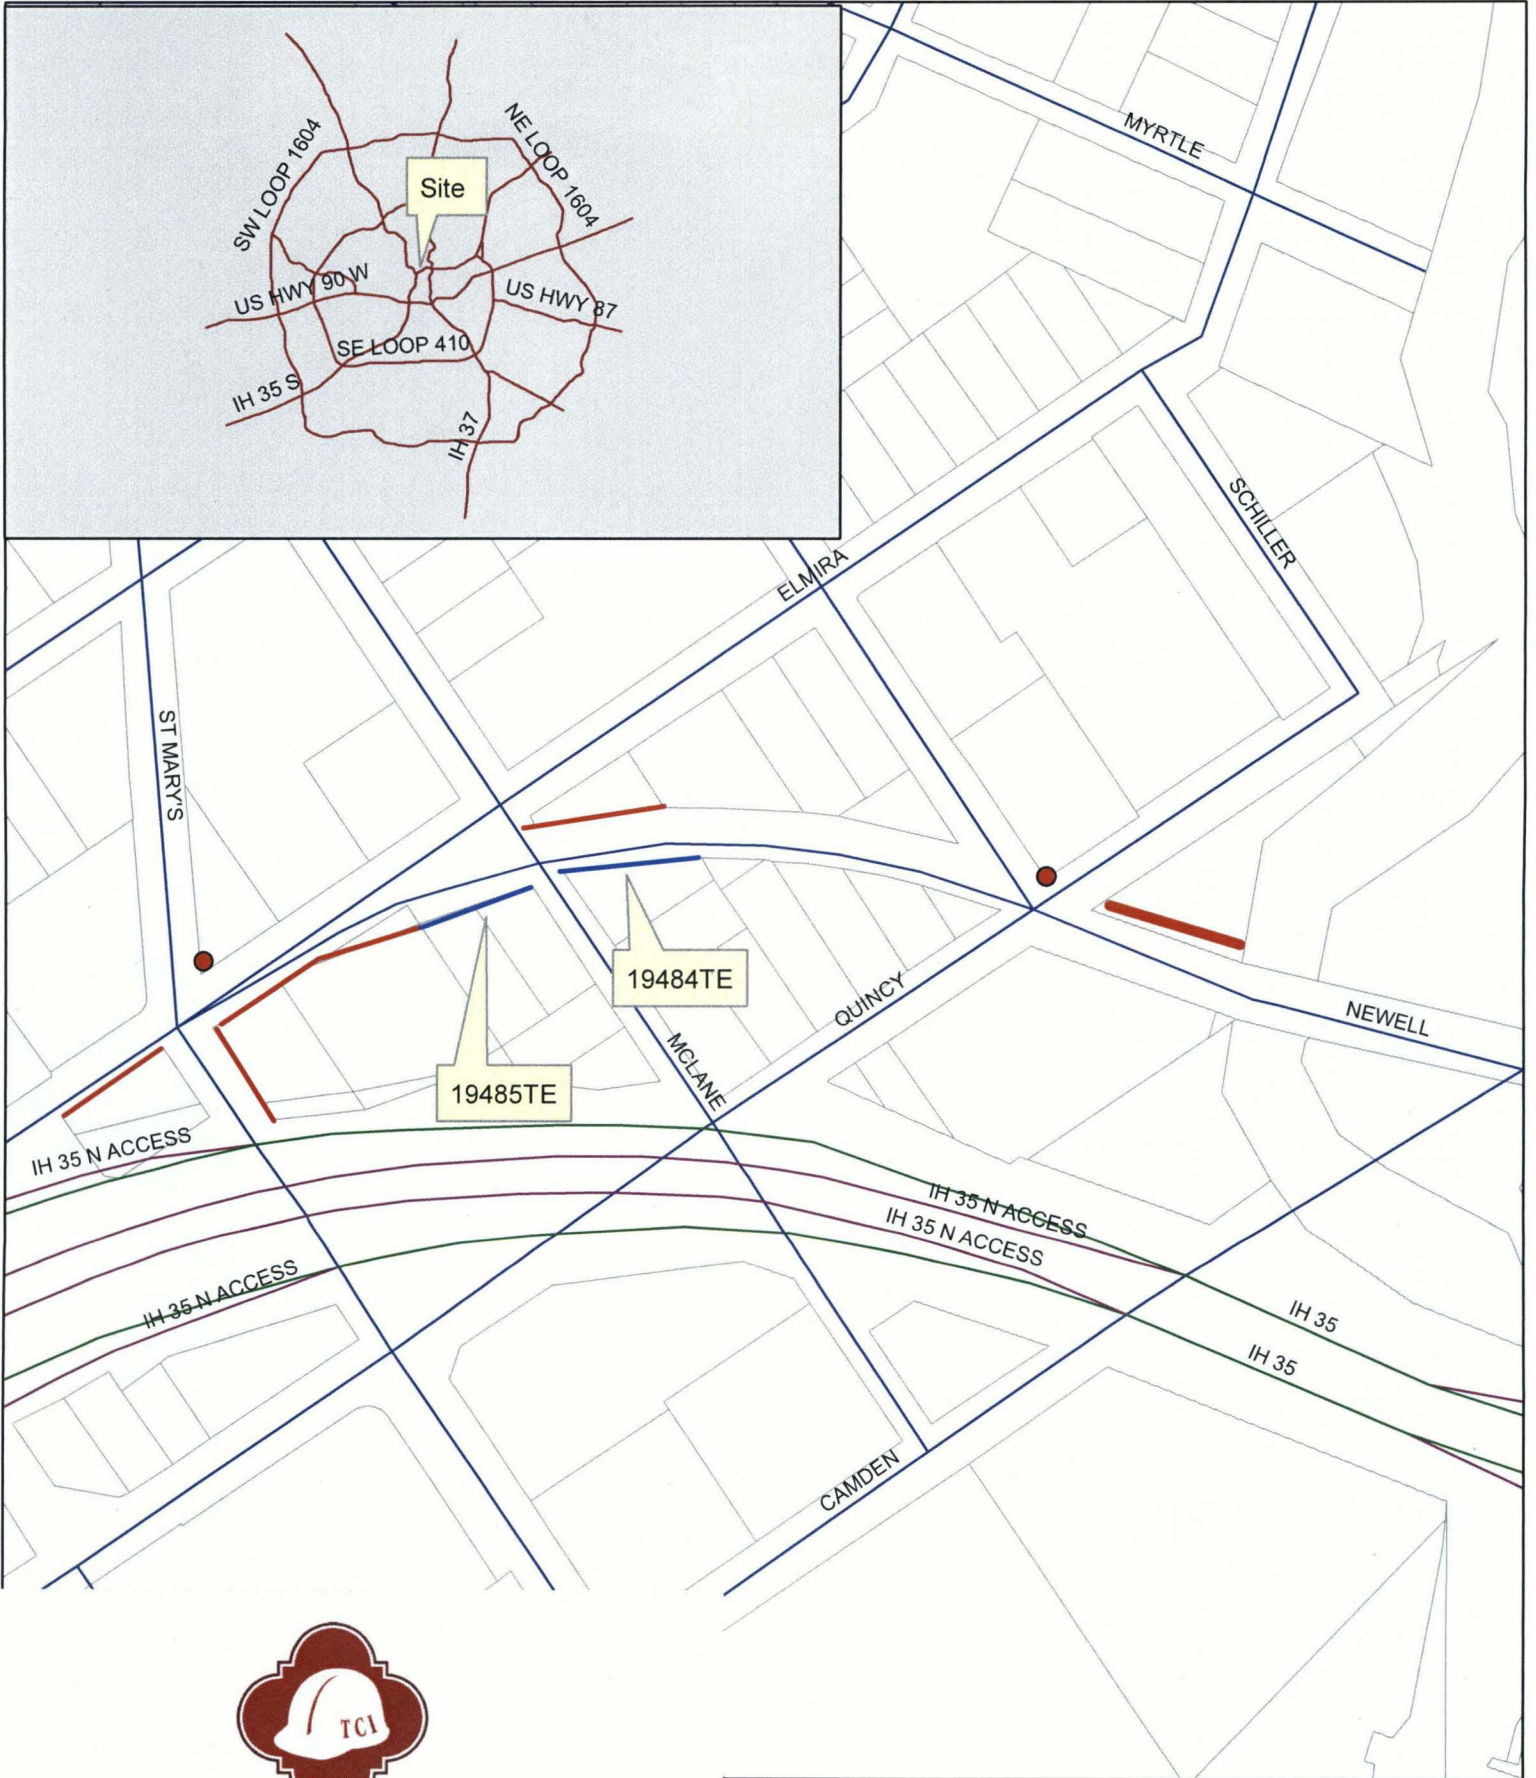 SW LOOP 1604
NE LOOP 1604
Site
US HWY 90 W
US HWY 87
SE LOOP 410
IH 35 S
IH 37
MYRTLE
SCHILLER
ELMIRA
ST MARY'S
19484TE
QUINCY
NEWELL
MCLANE
19485TE
IH 35 N ACCESS
IH 35 N ACCESS
IH 35 N ACCESS
IH 35 N ACCESS
IH 35
IH 35
CAMDEN
TCI